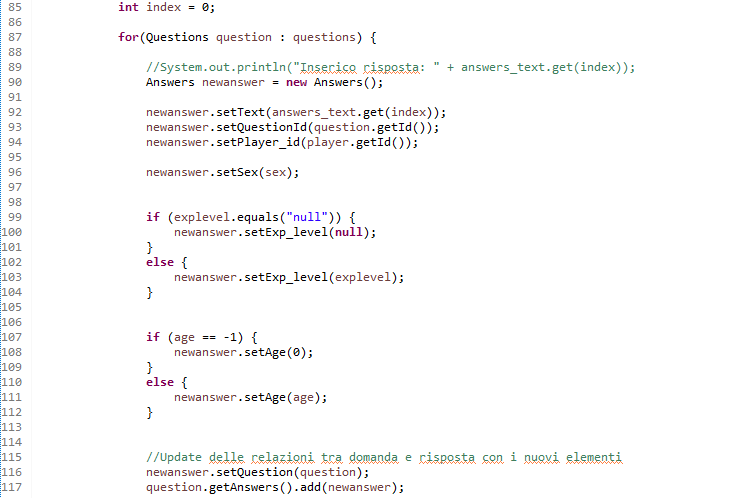 85 int index = 0;
86
87 for(Questions question : questions) {
88
89 //System.out.println("Inserico risposta: " + answers_text.get(index));
90 Answers newanswer = new Answers();
91
92 newanswer.setText(answers_text.get(index));
93 newanswer.setQuestionId(question.getId());
94 newanswer.setPlayer_id(player.getId());
95
96 newanswer.setSex(sex);
97
98
99 if (explevel.equals("null")) {
100 newanswer.setExp_level(null);
101 }
102 else {
103 newanswer.setExp_level(explevel);
104 }
105
106
107 if (age == -1) {
108 newanswer.setAge(0);
109 }
110 else {
111 newanswer.setAge(age);
112 }
113
114
115 //Update delle relazioni tra domanda e risposta con i nuovi elementi
116 newanswer.setQuestion(question);
117 question.getAnswers().add(newanswer);